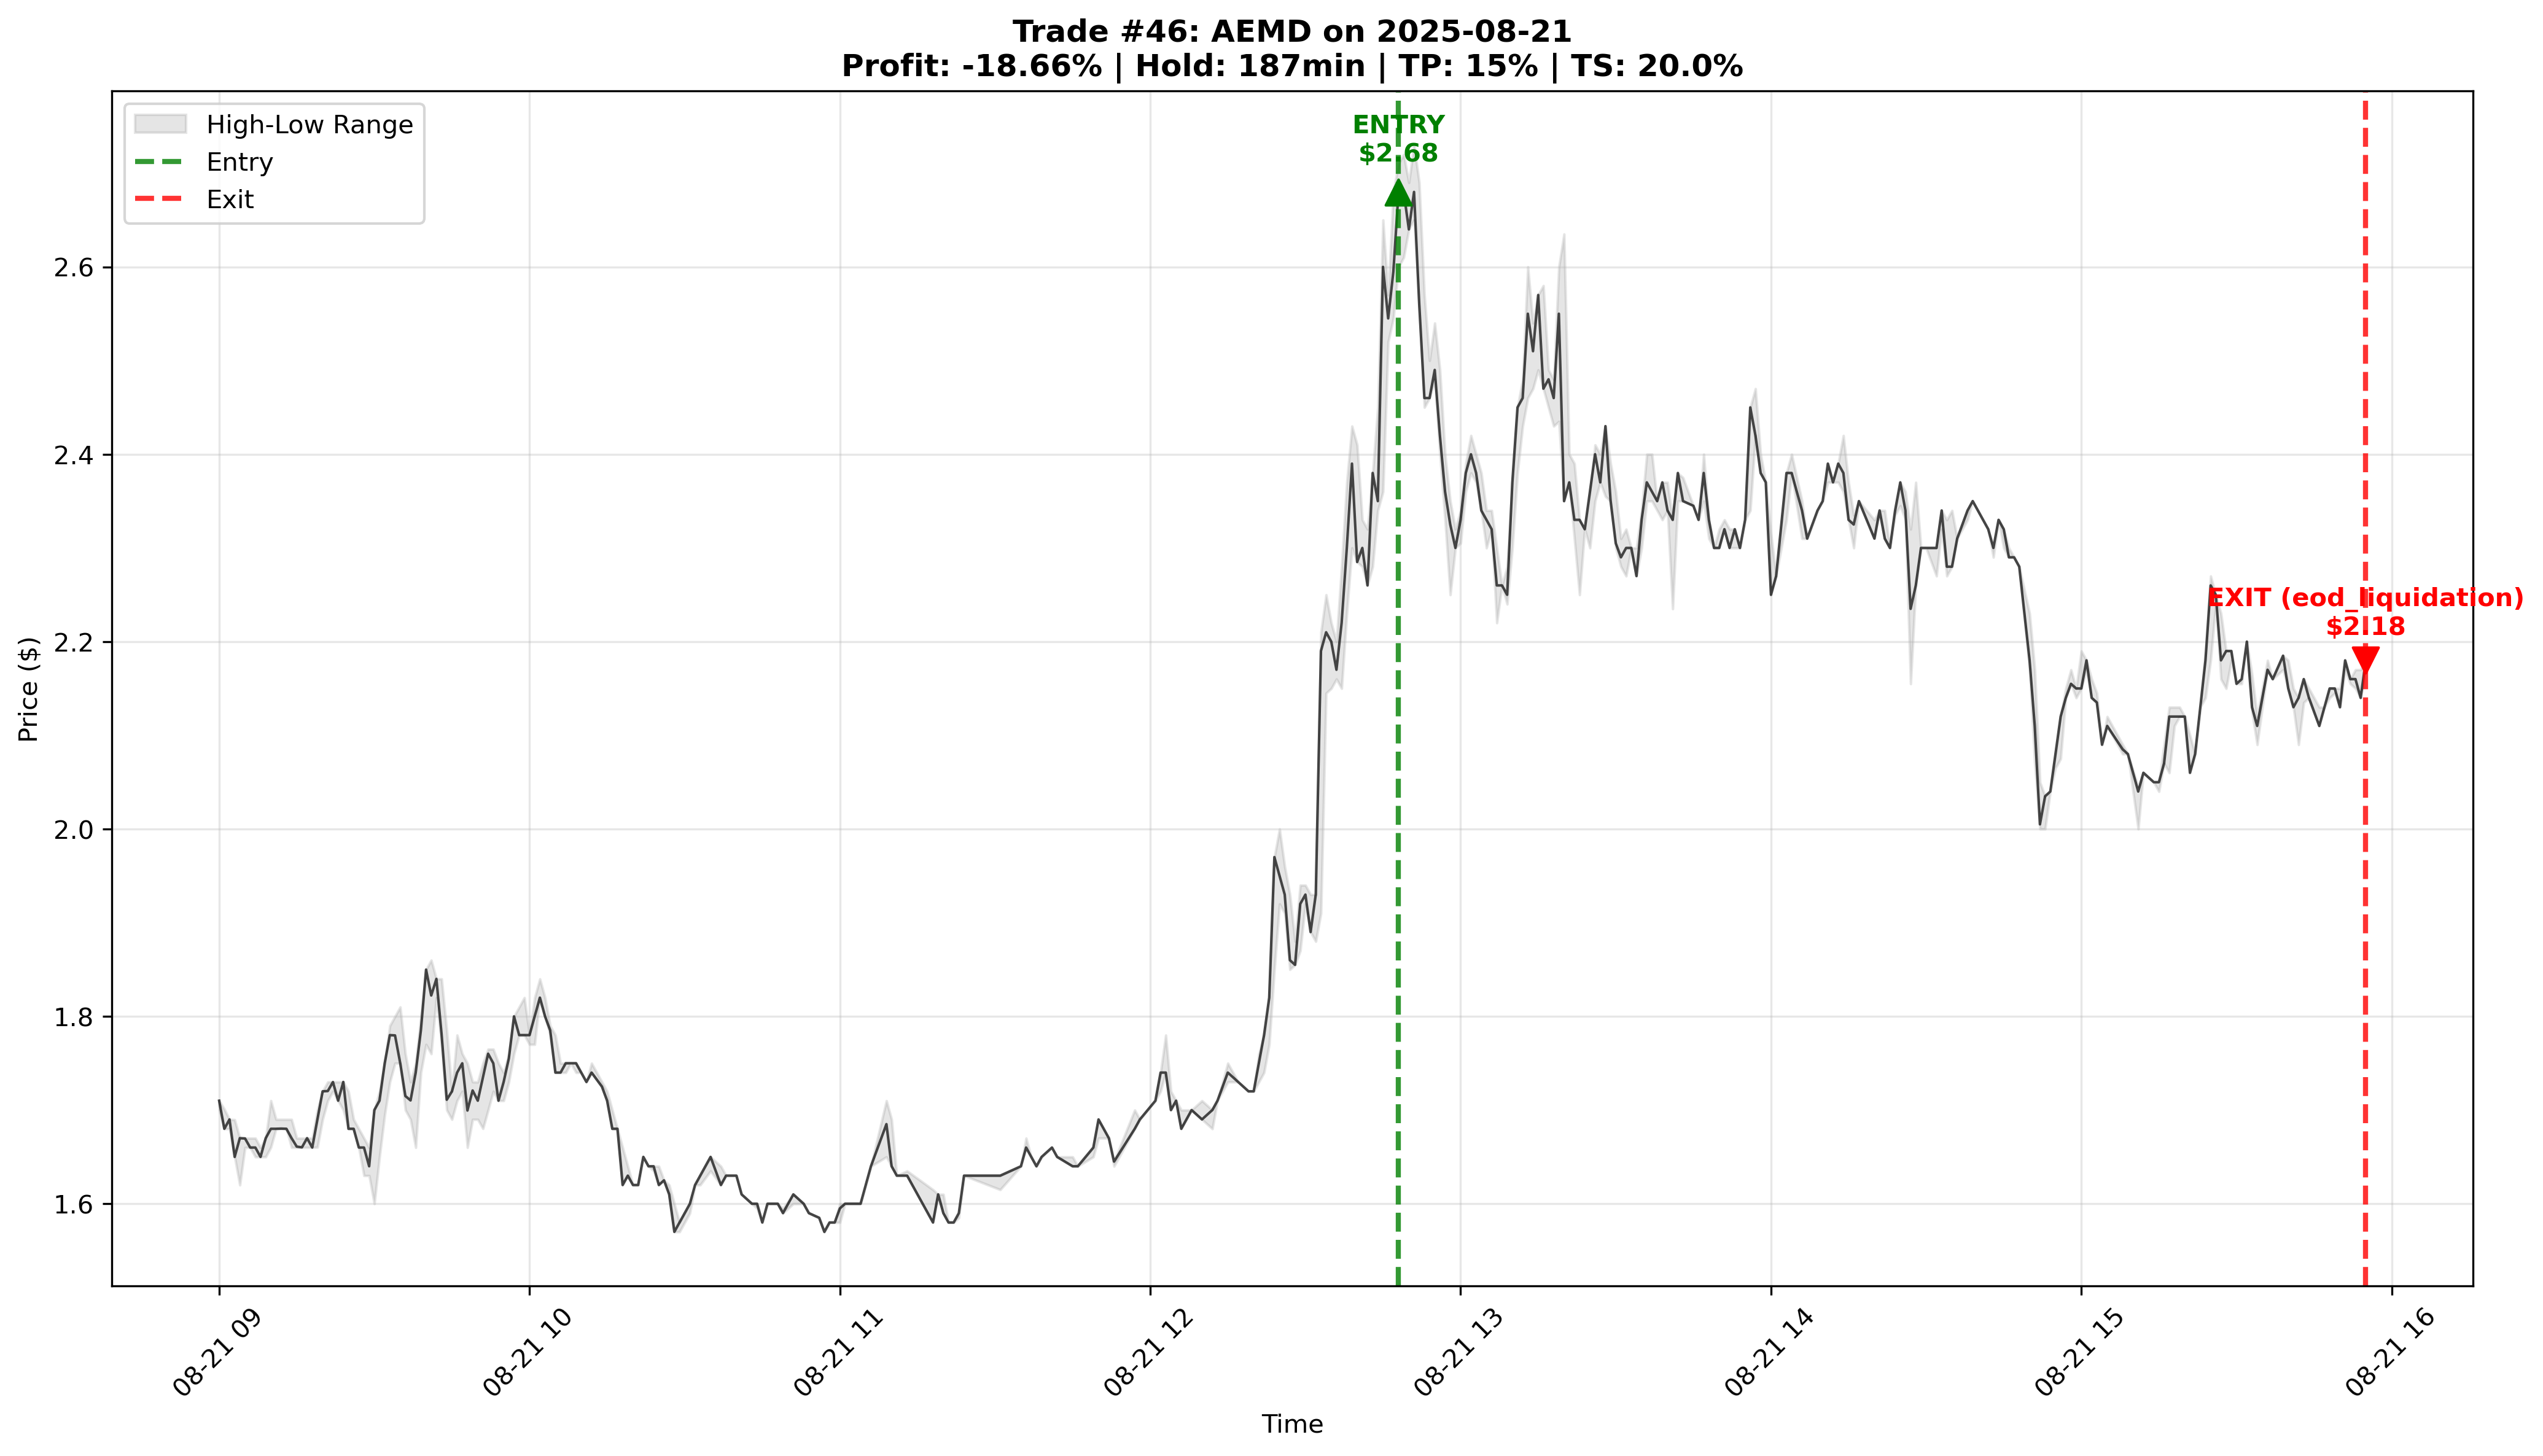 Trade #46: AEMD on 2025-08-21
Profit: -18.66% | Hold: 187min | TP: 15% | TS: 20.0%
High-Low Range
Entry
Exit
ENTRY
$2.68
EXIT (eod_liquidation)
$2.18
Price ($)
2.6
2.4
2.2
2.0
1.8
1.6
08-21 09
08-21 10
08-21 11
08-21 12
08-21 13
08-21 14
08-21 15
08-21 16
Time